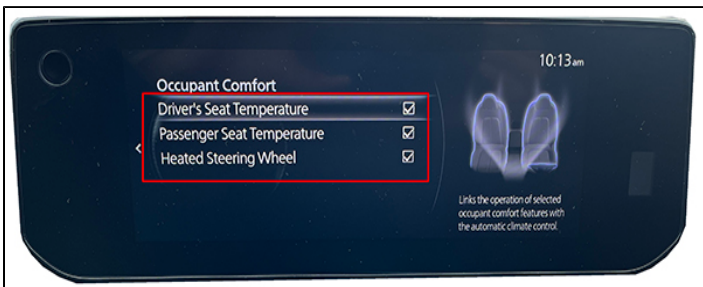 10:13am
Occupant Comfort
Driver's Seat Temperature
Passenger Seat Temperature
Heated Steering Wheel
Links the operation of selected
occupant comfort features with
the automatic climate control.